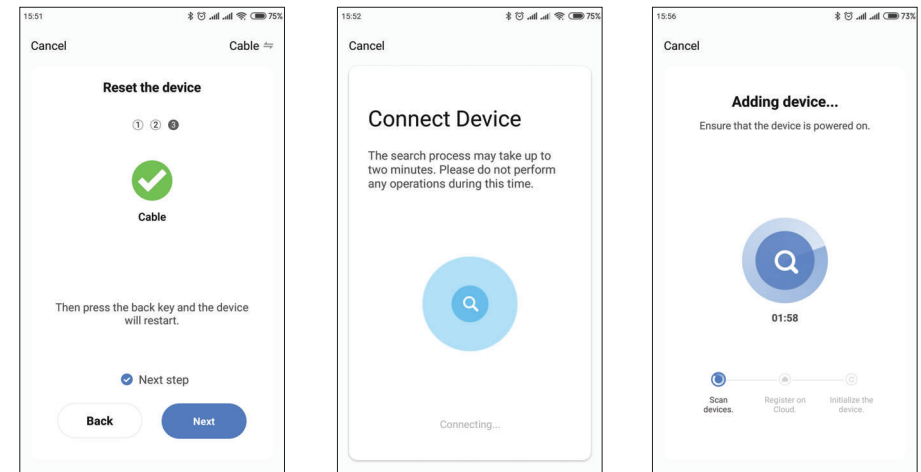 15:51
75%
Cancel
Cable
Reset the device
1 2 3
Cable
Then press the back key and the device
will restart.
Next step
Back
Next
15:52
75%
Cancel
Connect Device
The search process may take up to
two minutes. Please do not perform
any operations during this time.
Connecting...
15:56
73%
Cancel
Adding device...
Ensure that the device is powered on.
01:58
Scan
devices.
Register on
Cloud.
Initialize the
device.